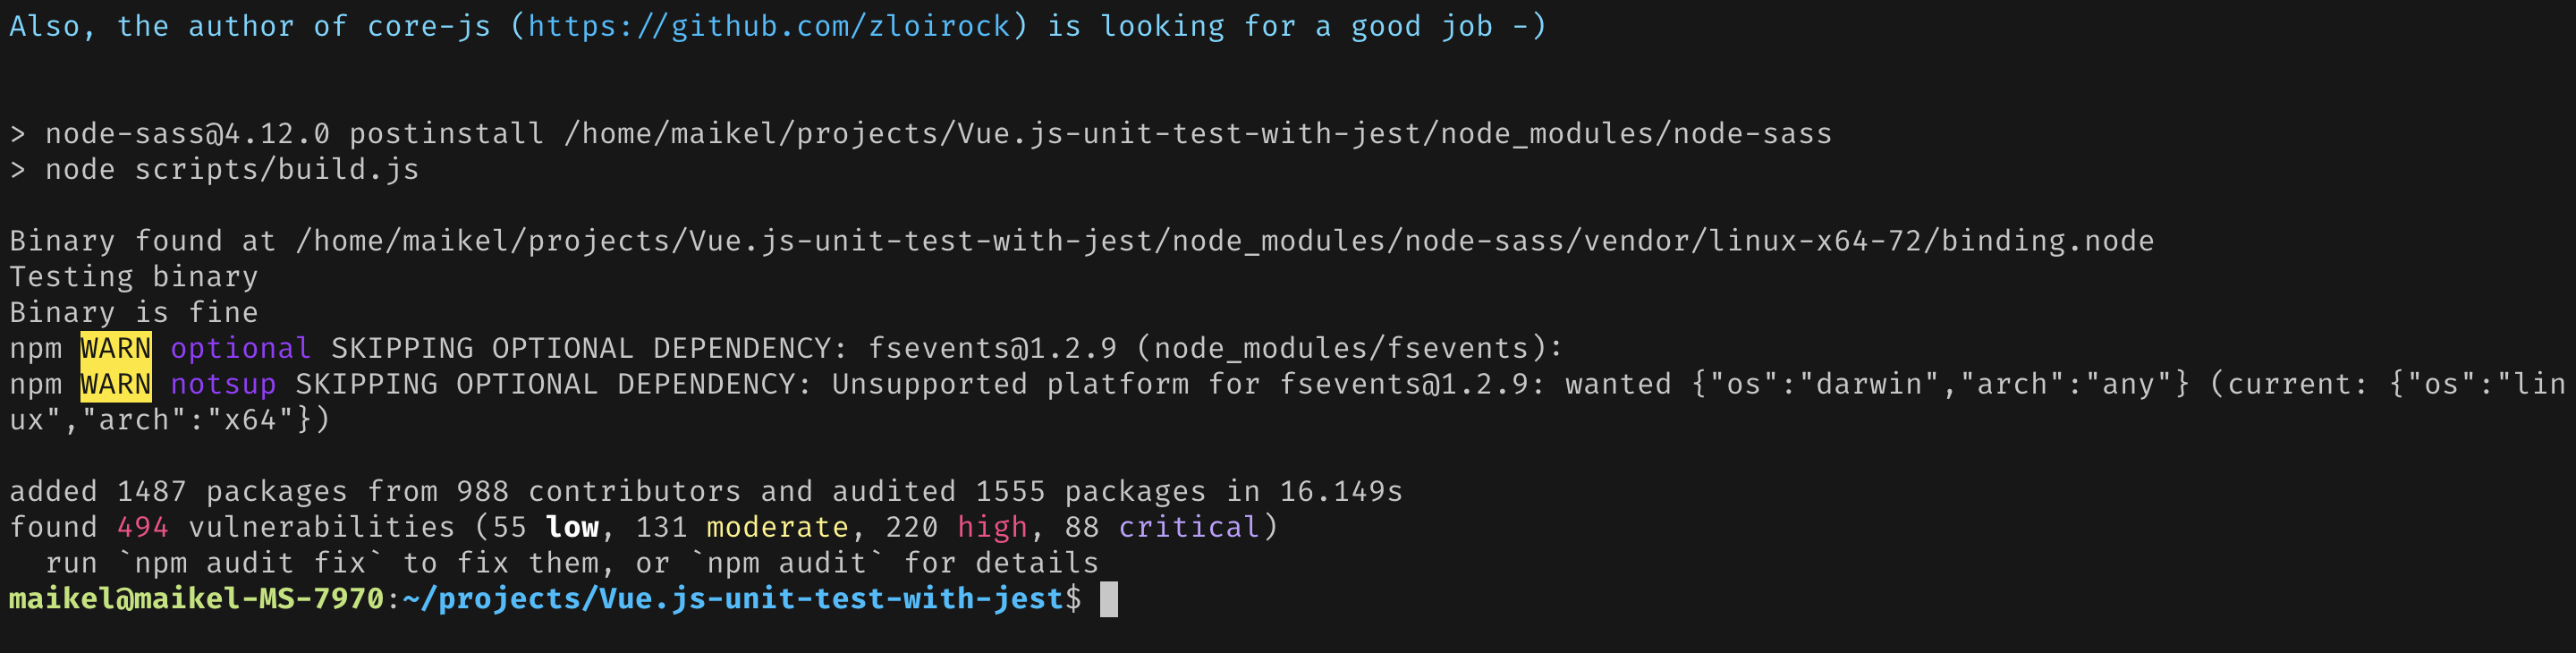 Also, the author of core-js (https://github.com/zloirock) is looking for a good job -)
> node-sass@4.12.0 postinstall /home/maikel/projects/Vue.js-unit-test-with-jest/node_modules/node-sass
> node scripts/build.js
Binary found at /home/maikel/projects/Vue.js-unit-test-with-jest/node_modules/node-sass/vendor/linux-x64-72/binding.node
Testing binary
Binary is fine
npm WARN optional SKIPPING OPTIONAL DEPENDENCY: fsevents@1.2.9 (node_modules/fsevents):
npm WARN notsup SKIPPING OPTIONAL DEPENDENCY: Unsupported platform for fsevents@1.2.9: wanted {"os":"darwin","arch":"any"} (current: {"os":"lin
ux","arch":"x64"})
added 1487 packages from 988 contributors and audited 1555 packages in 16.149s
found 494 vulnerabilities (55 low, 131 moderate, 220 high, 88 critical)
  run `npm audit fix` to fix them, or `npm audit` for details
maikel@maikel-MS-7970:~/projects/Vue.js-unit-test-with-jest$